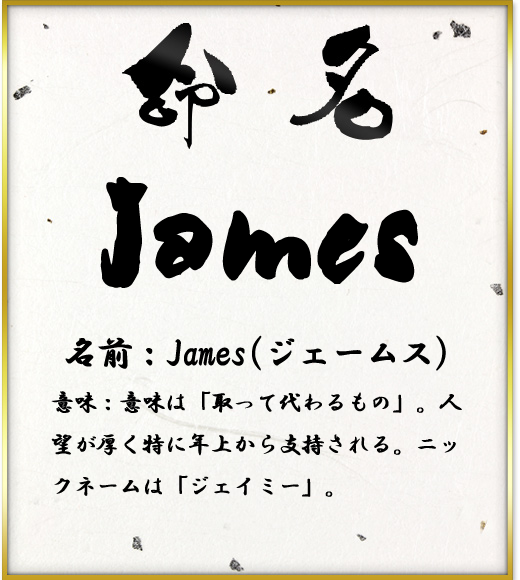 命名
James
名前：James(ジェームス)
意味：意味は「取って代わるもの」。人
望が厚く特に年上から支持される。ニッ
クネームは「ジェイミー」。